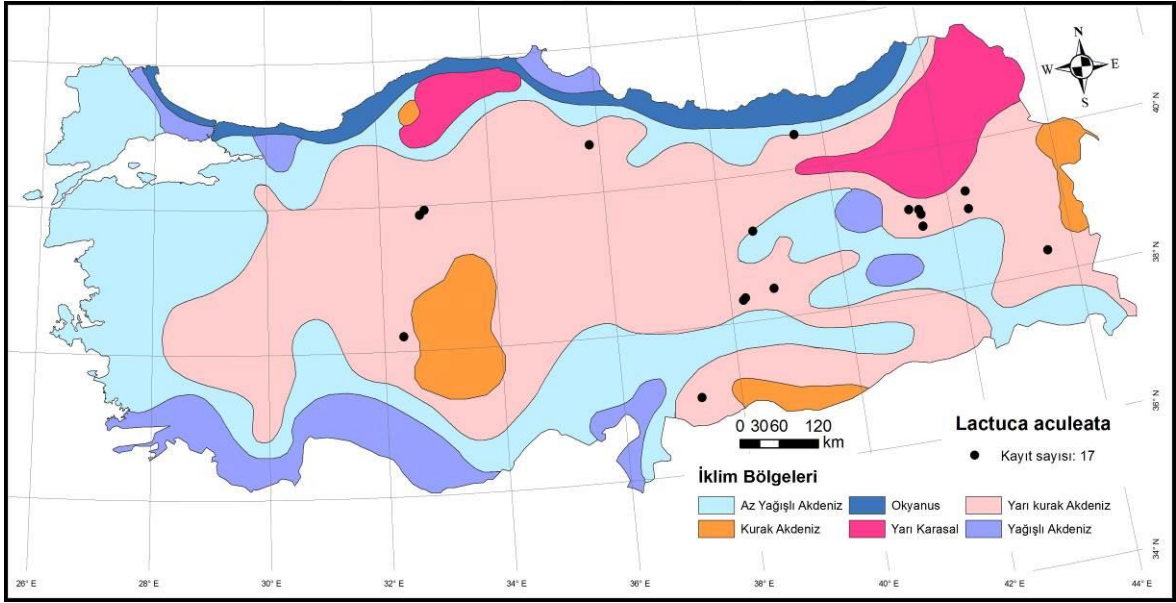 N
W E
S
40° N
38° N
36° N
34° N
0 30 60 120
km
Lactuca aculeata
Kayıt sayısı: 17
İklim Bölgeleri
Az Yağışlı Akdeniz Okyanus Yarı kurak Akdeniz
Kurak Akdeniz Yarı Karasal Yağışlı Akdeniz
26° E 28° E 30° E 32° E 34° E 36° E 38° E 40° E 42° E 44° E